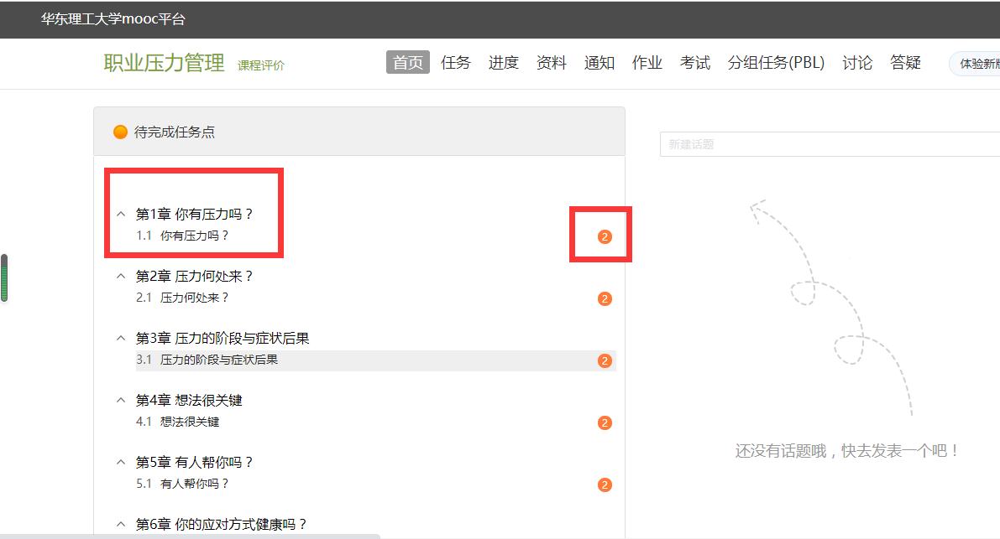 华东理工大学mooc平台
职业压力管理 课程评价 首页 任务 进度 资料 通知 作业 考试 分组任务(PBL) 讨论 答疑 体验新版
待完成任务点
新建话题
第1章 你有压力吗？
1.1 你有压力吗？ 2
第2章 压力何处来？
2.1 压力何处来？ 2
第3章 压力的阶段与症状后果
3.1 压力的阶段与症状后果 2
第4章 想法很关键
4.1 想法很关键 2
还没有话题哦，快去发表一个吧！
第5章 有人帮你吗？
5.1 有人帮你吗？ 2
第6章 你的应对方式健康吗？